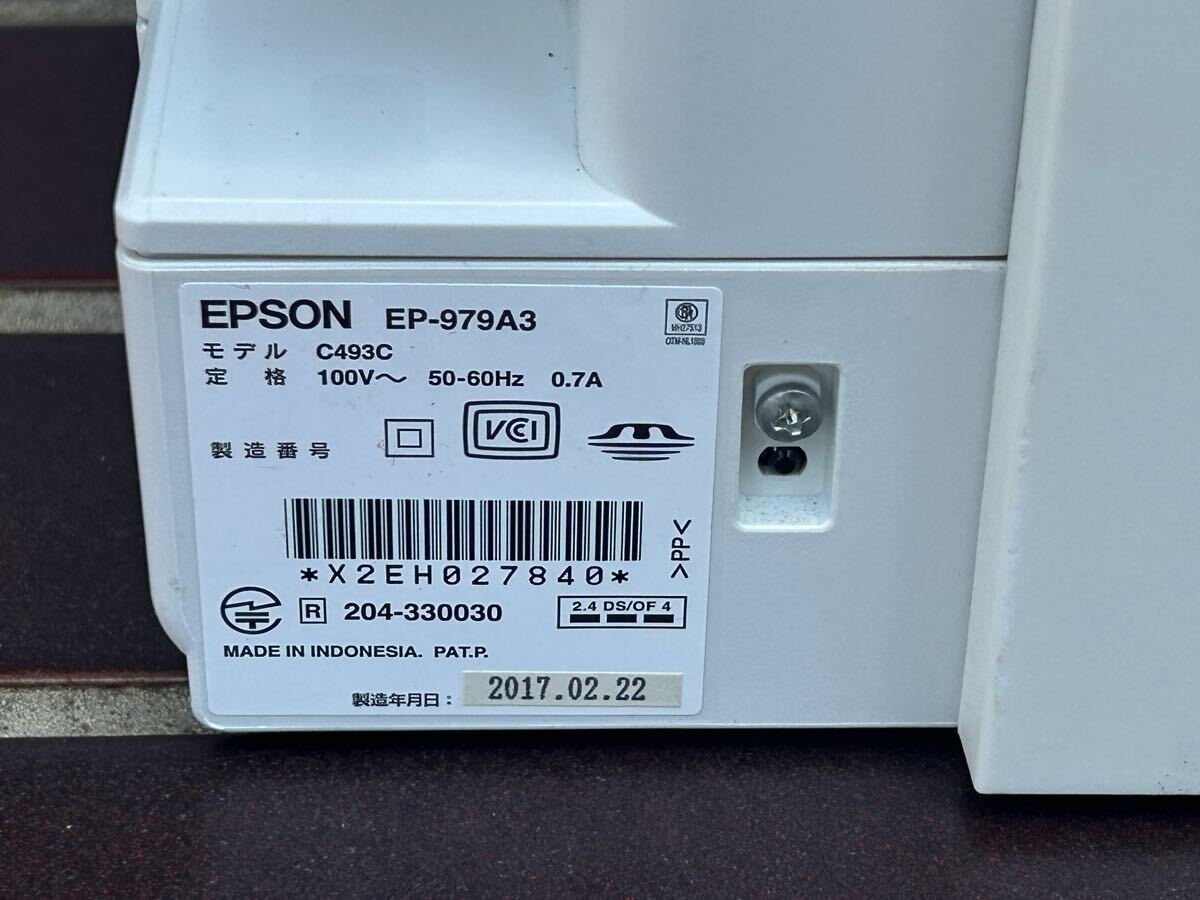 EPSON EP-979A3
モデル C493C
定 格 100V～ 50-60Hz 0.7A
製造番号
VCCI
*X2EH027840*
>PP<
R 204-330030
2.4 DS/OF 4
MADE IN INDONESIA. PAT.P.
製造年月日： 2017.02.22